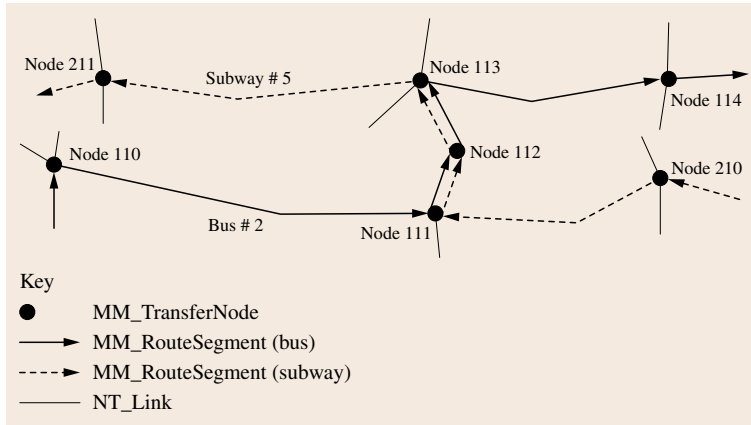 Node 211
Subway # 5
Node 113
Node 114
Node 110
Node 112
Node 210
Bus # 2
Node 111
Key
MM_TransferNode
MM_RouteSegment (bus)
MM_RouteSegment (subway)
NT_Link